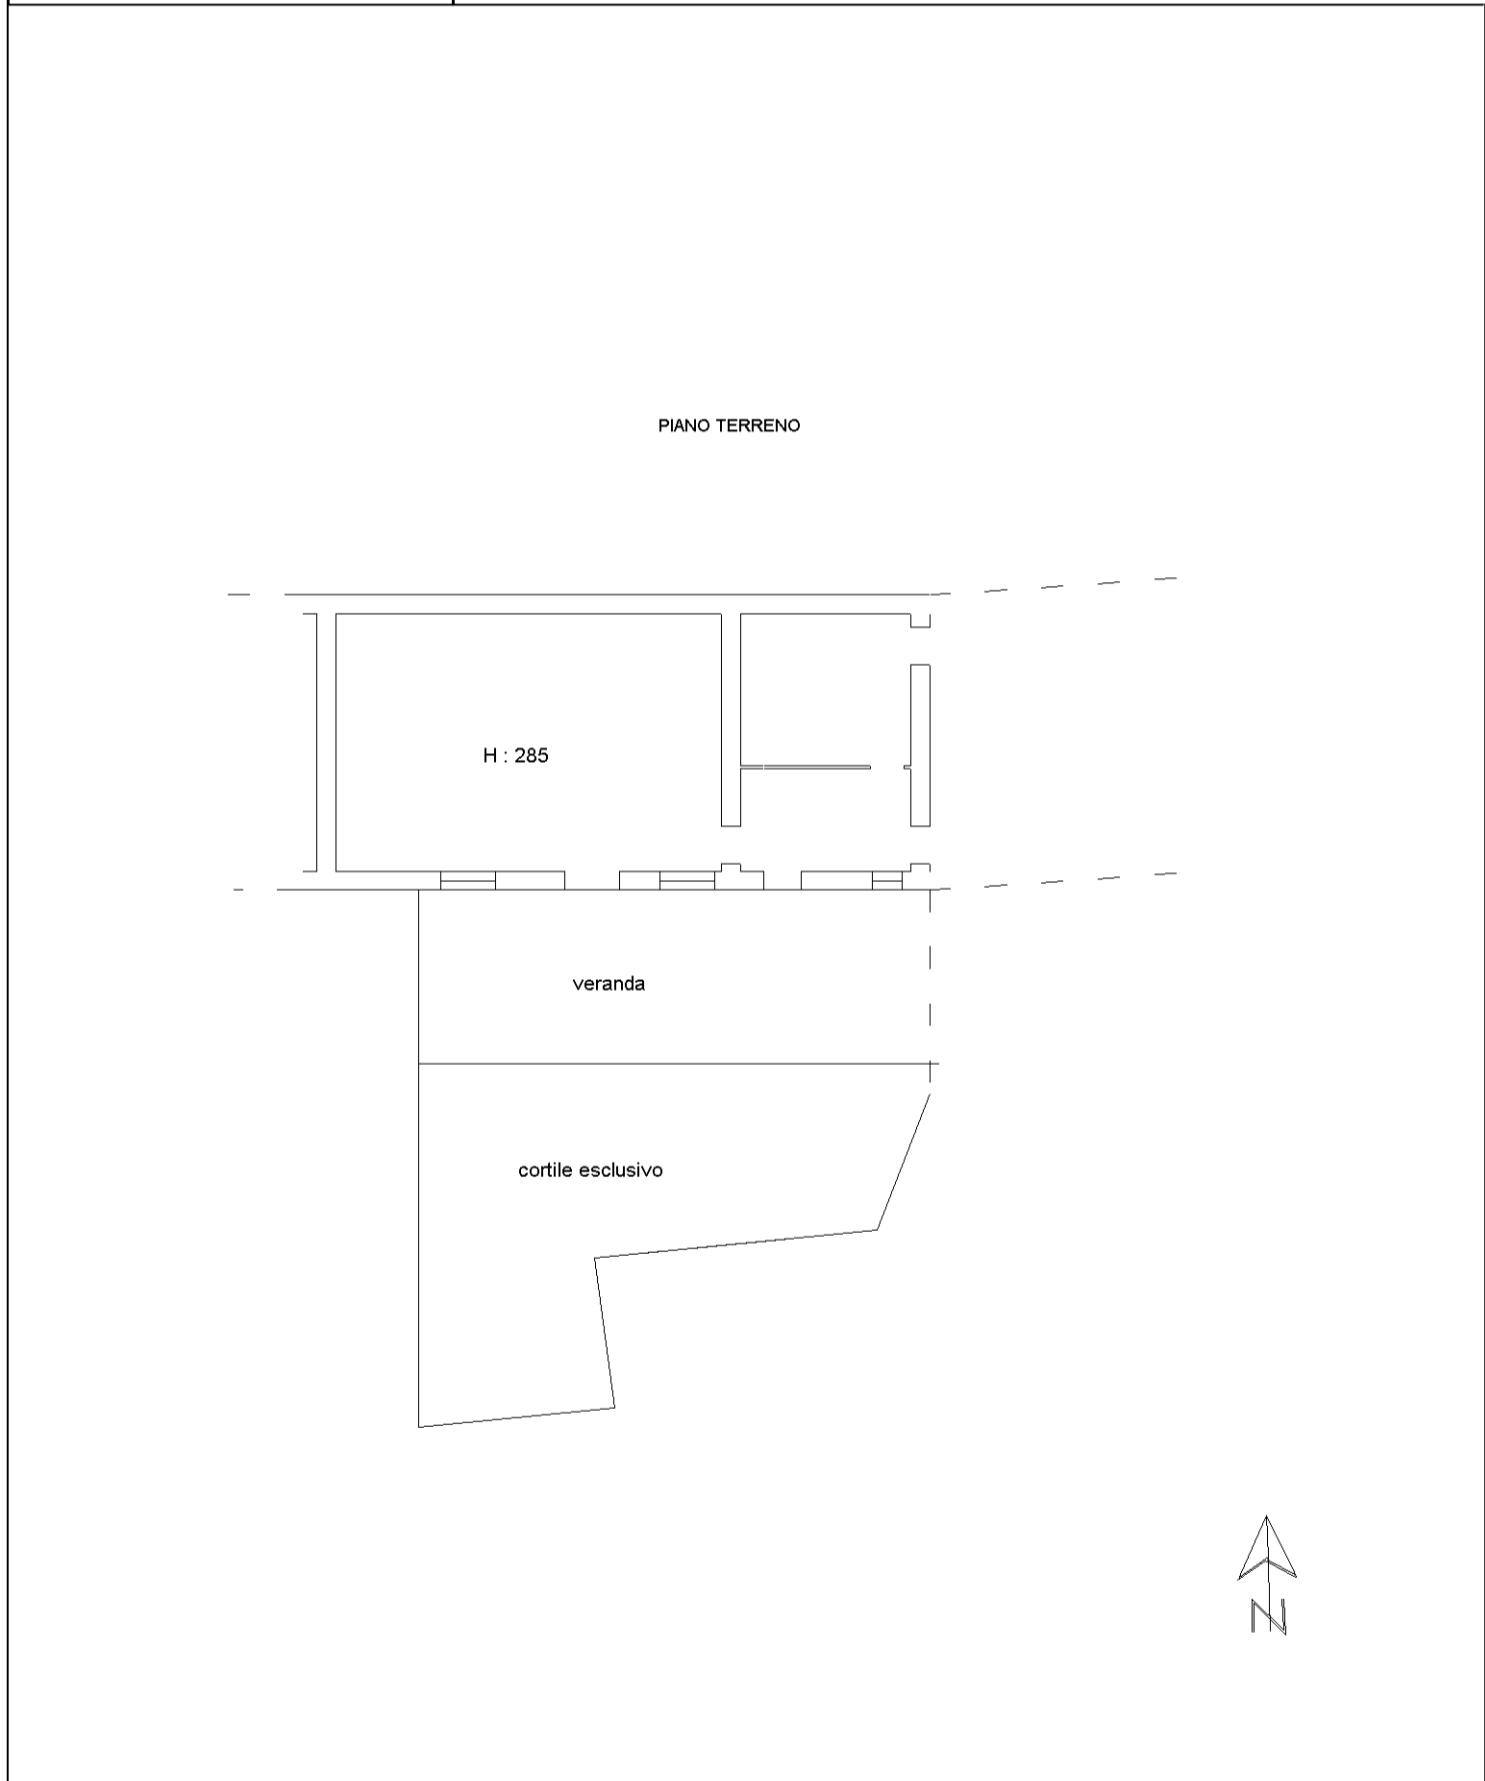 PIANO TERRENO
H : 285
veranda
cortile esclusivo
N